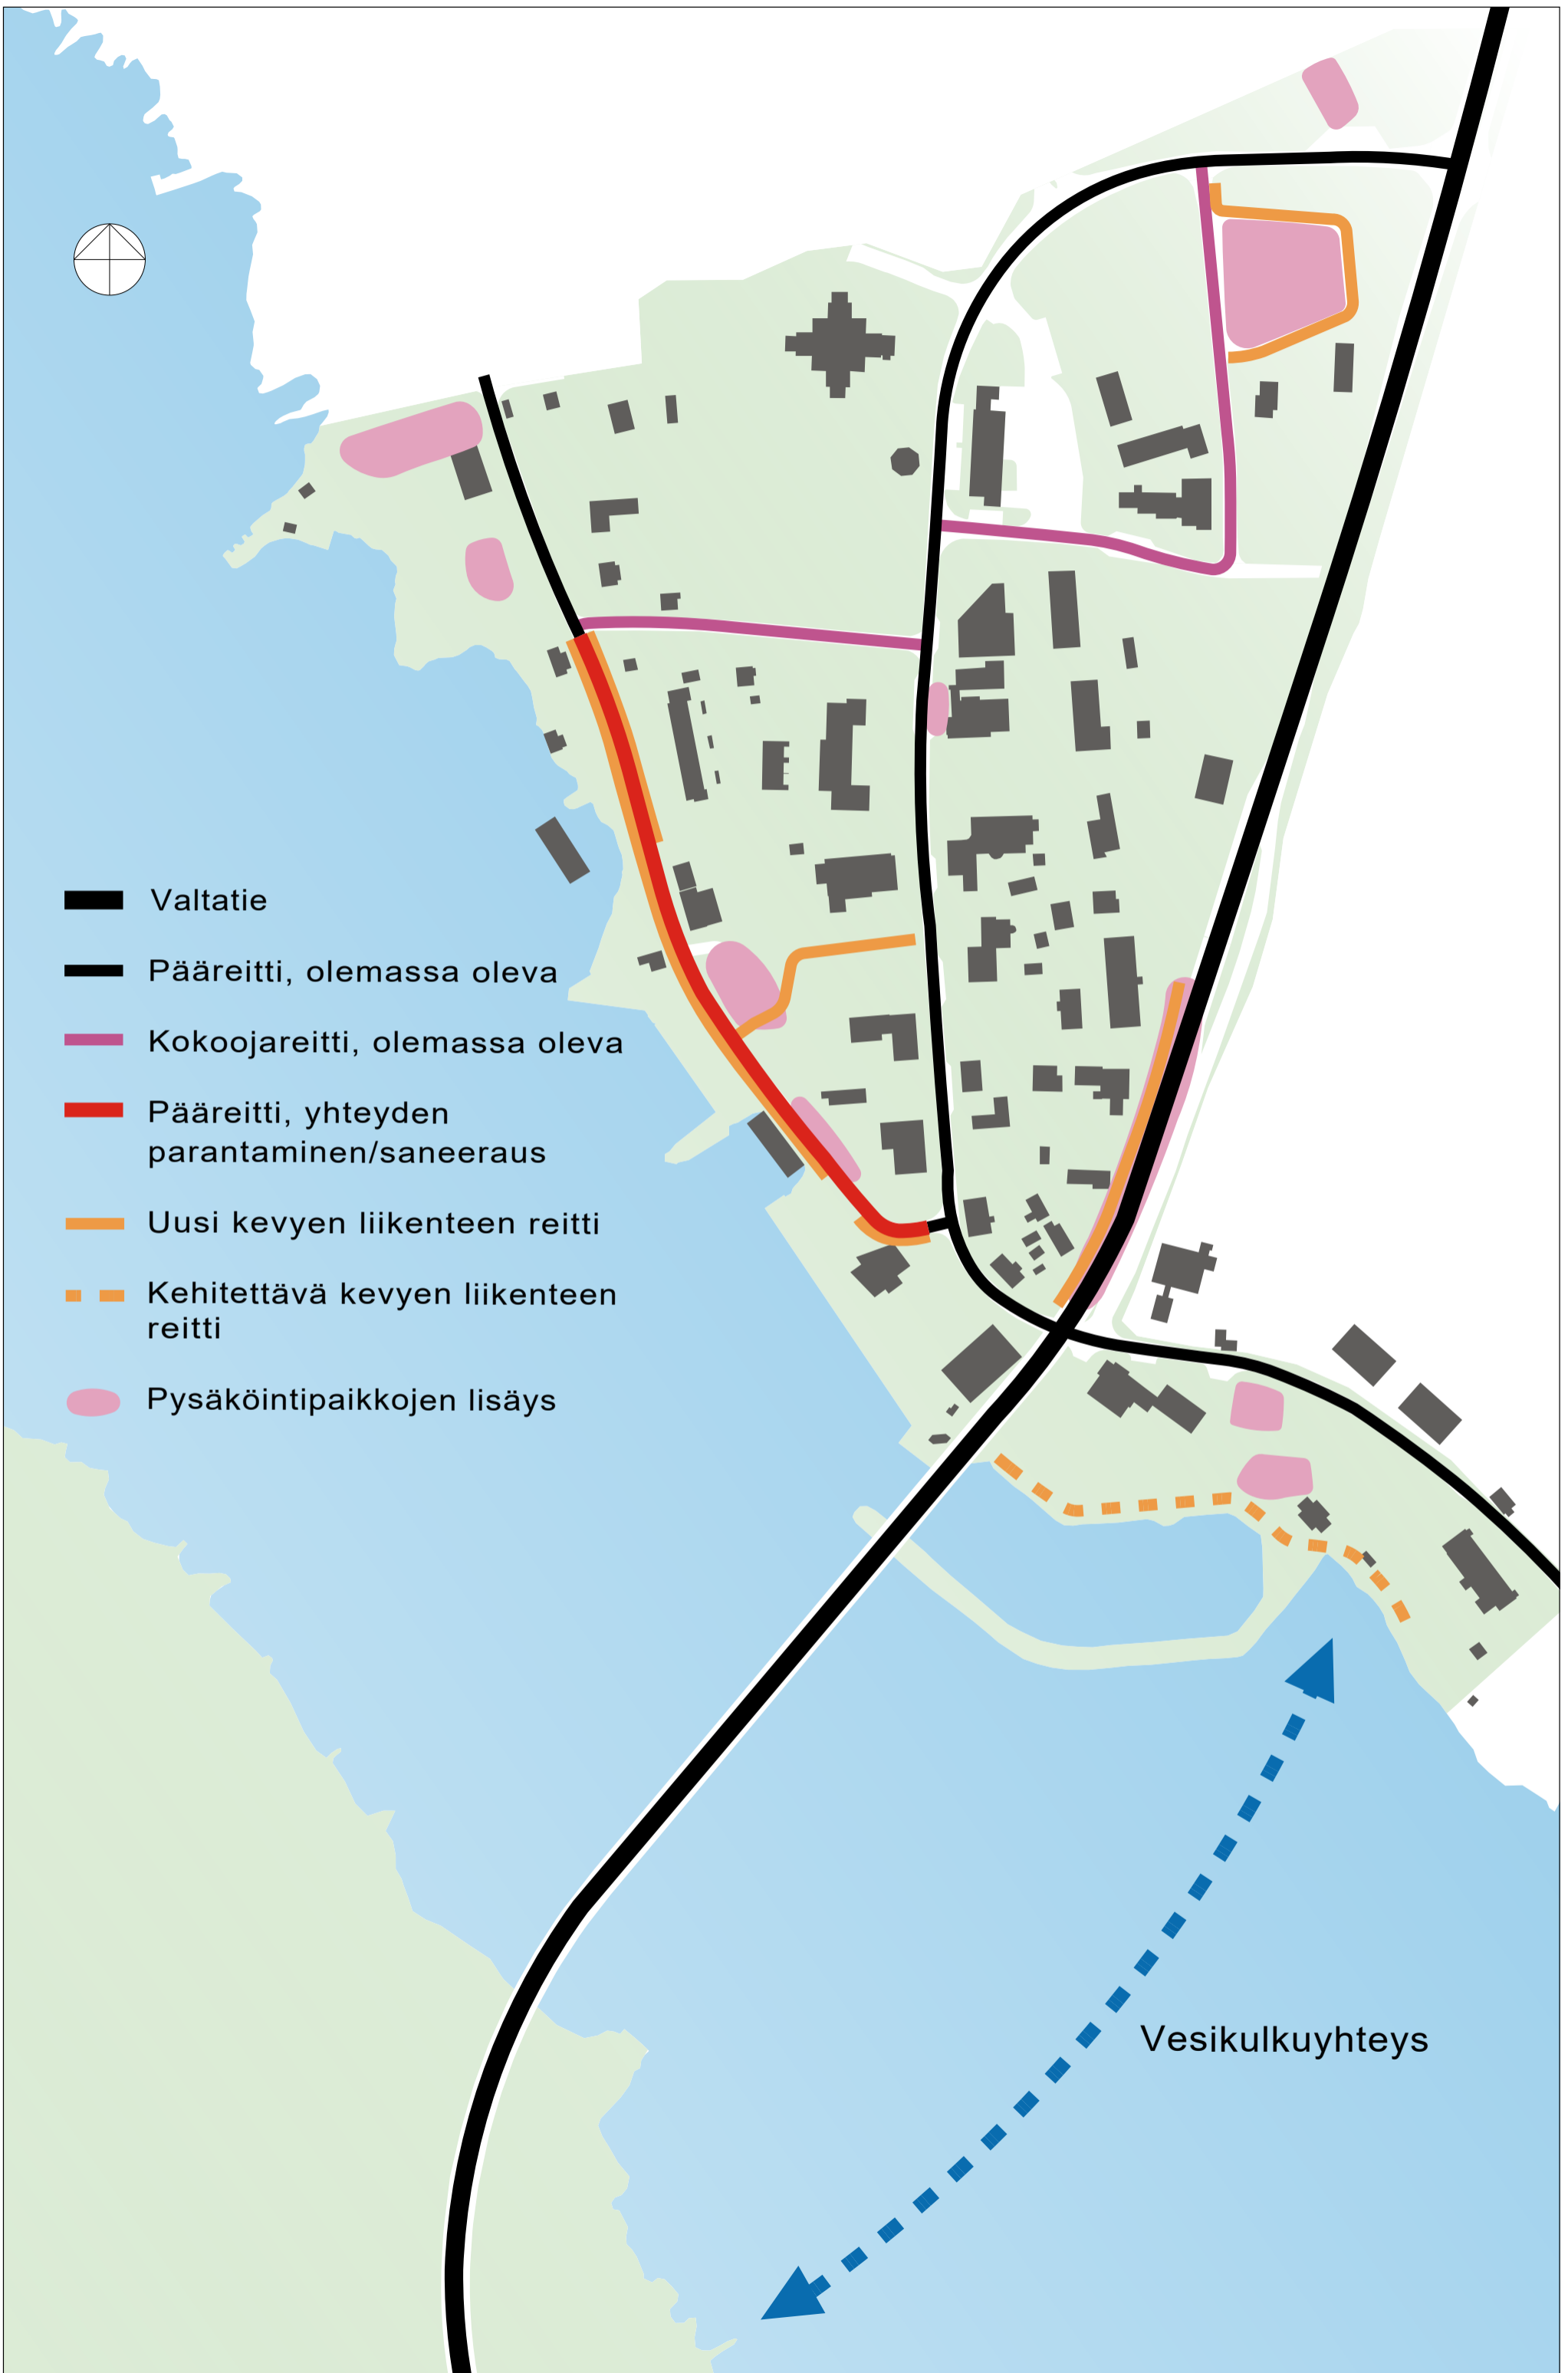 Valtatie
Pääreitti, olemassa oleva
Kokoojareitti, olemassa oleva
Pääreitti, yhteyden
parantaminen/saneeraus
Uusi kevyen liikenteen reitti
Kehitettävä kevyen liikenteen
reitti
Pysäköintipaikkojen lisäys
Vesikulkuyhteys